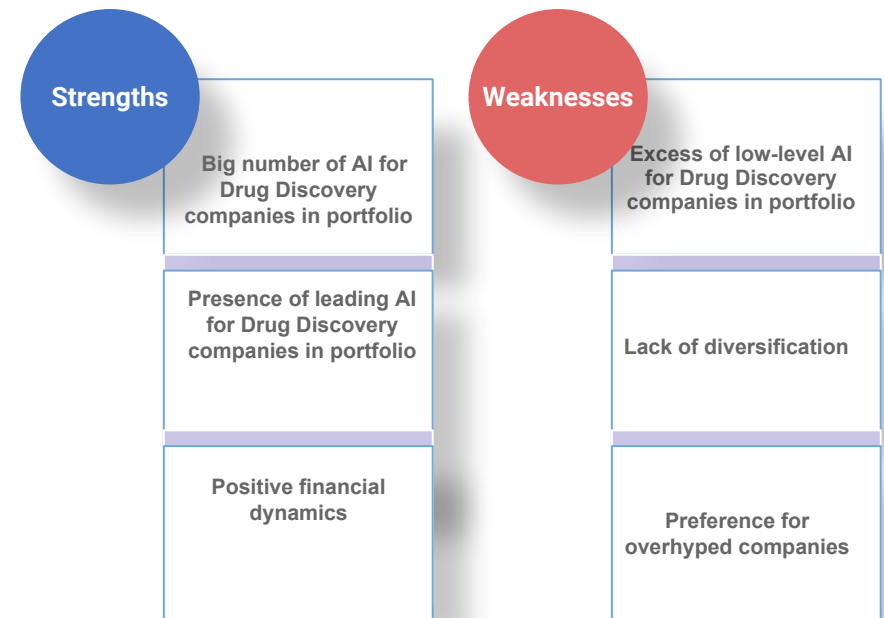 Strengths
Big number of AI for
Drug Discovery
companies in portfolio
Presence of leading AI
for Drug Discovery
companies in portfolio
Positive financial
dynamics
Weaknesses
Excess of low-level AI
for Drug Discovery
companies in portfolio
Lack of diversification
Preference for
overhyped companies